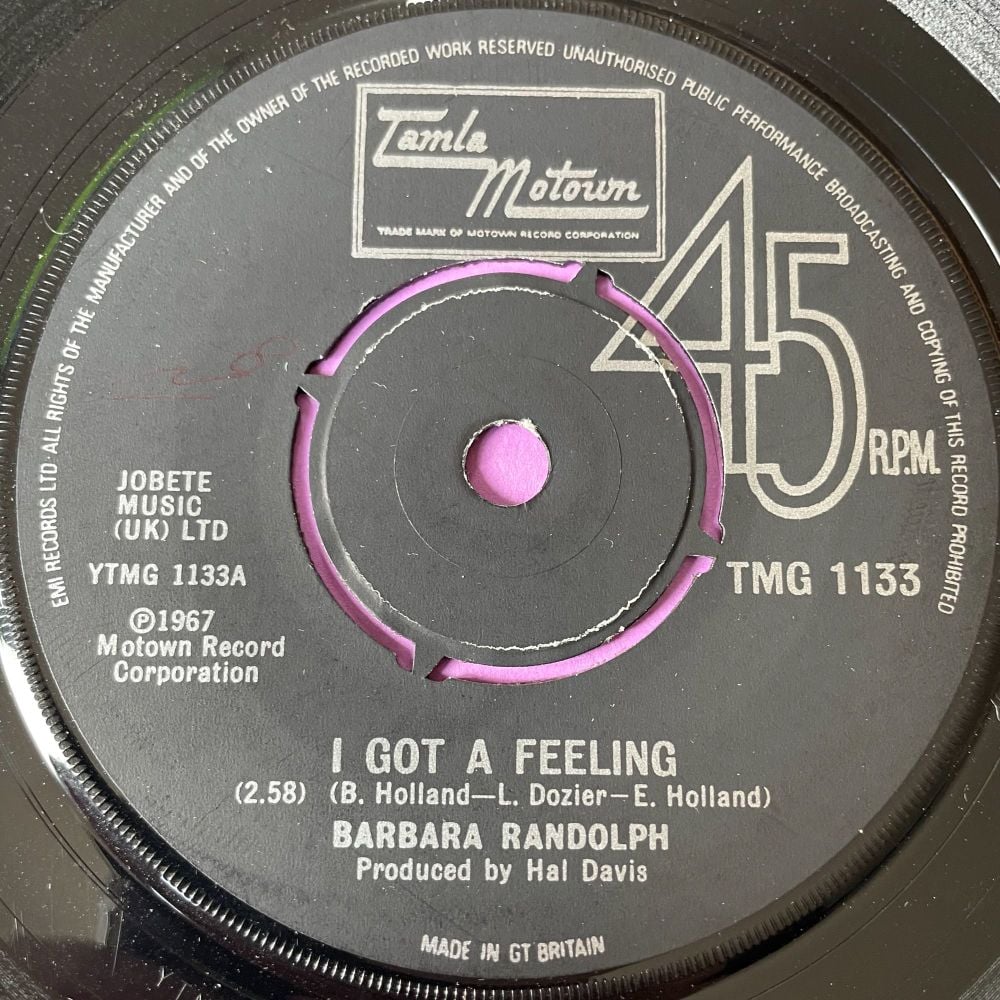 EMI RECORDS LTD · ALL RIGHTS OF THE MANUFACTURER AND OF THE OWNER OF THE RECORDED WORK RESERVED UNAUTHORISED PUBLIC PERFORMANCE BROADCASTING AND COPYING OF THIS RECORD PROHIBITED
Tamla
Motown
TRADE MARK OF MOTOWN RECORD CORPORATION
45
R.P.M.
JOBETE
MUSIC
(UK) LTD
YTMG 1133A
TMG 1133
℗1967
Motown Record
Corporation
I GOT A FEELING
(2.58) (B. Holland—L. Dozier—E. Holland)
BARBARA RANDOLPH
Produced by Hal Davis
MADE IN GT BRITAIN